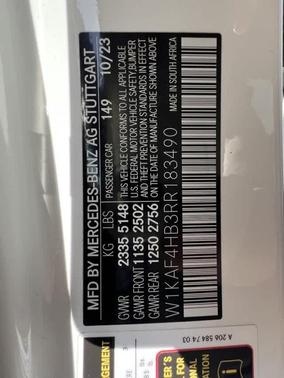 MFD BY MERCEDES-BENZ AG STUTTGART
PASSENGER CAR 149 10/23
KG LBS
GVWR 2335 5148
GAWR FRONT 1135 2502
GAWR REAR 1250 2756
THIS VEHICLE CONFORMS TO ALL APPLICABLE
U.S. FEDERAL MOTOR VEHICLE SAFETY, BUMPER
AND THEFT PREVENTION STANDARDS IN EFFECT
ON THE DATE OF MANUFACTURE SHOWN ABOVE
W1KAF4HB3RR183490
MADE IN SOUTH AFRICA
A 206 584 74 03